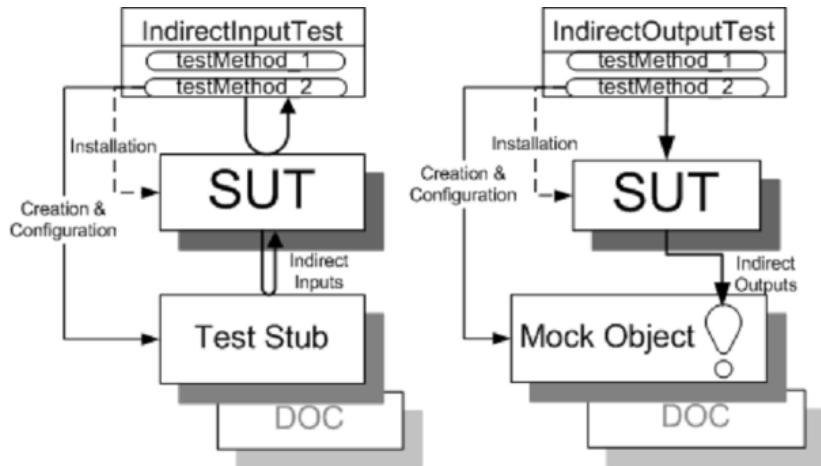 IndirectInputTest
testMethod_1
testMethod_2
Installation
SUT
Creation &
Configuration
Indirect
Inputs
Test Stub
DOC
IndirectOutputTest
testMethod_1
testMethod_2
Installation
Creation &
Configuration
SUT
Indirect
Outputs
Mock Object
DOC